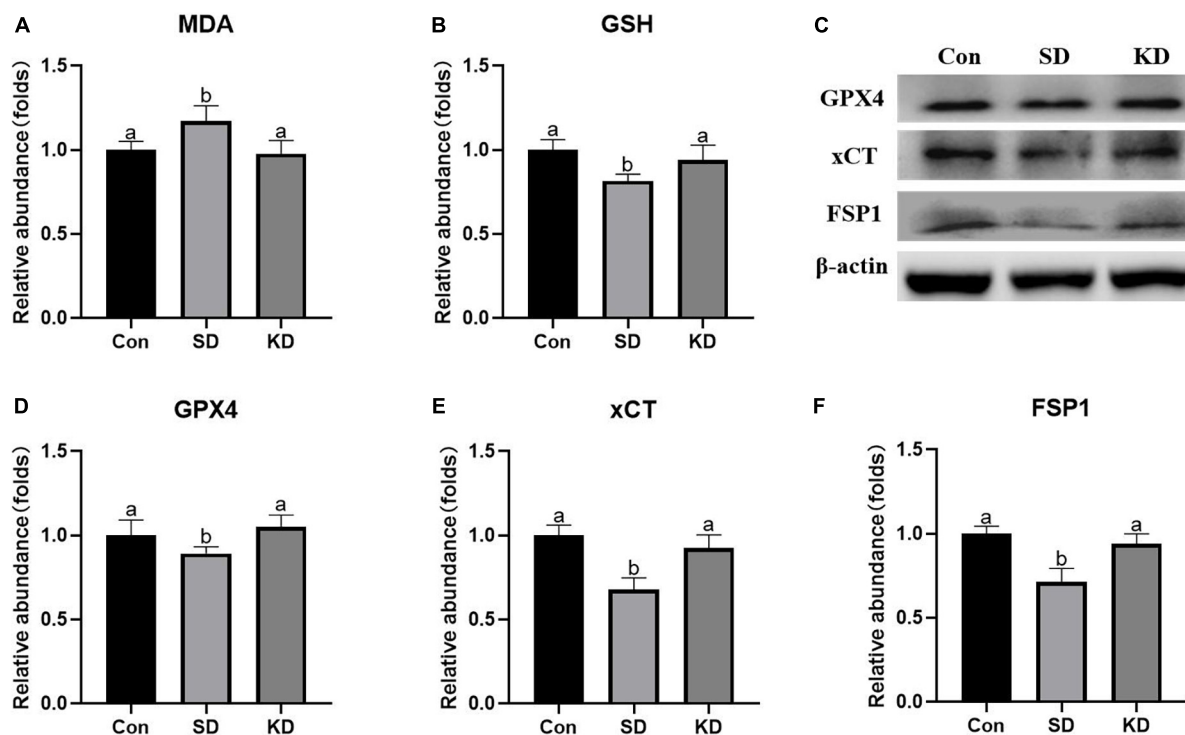 A
MDA
Relative abundance(folds)
1.5
1.0
0.5
0.0
a
b
a
Con
SD
KD
B
GSH
Relative abundance(folds)
1.5
1.0
0.5
0.0
a
b
a
Con
SD
KD
C
Con
SD
KD
GPX4
xCT
FSP1
β-actin
D
GPX4
Relative abundance(folds)
1.5
1.0
0.5
0.0
a
b
a
Con
SD
KD
E
xCT
Relative abundance(folds)
1.5
1.0
0.5
0.0
a
b
a
Con
SD
KD
F
FSP1
Relative abundance(folds)
1.5
1.0
0.5
0.0
a
b
a
Con
SD
KD